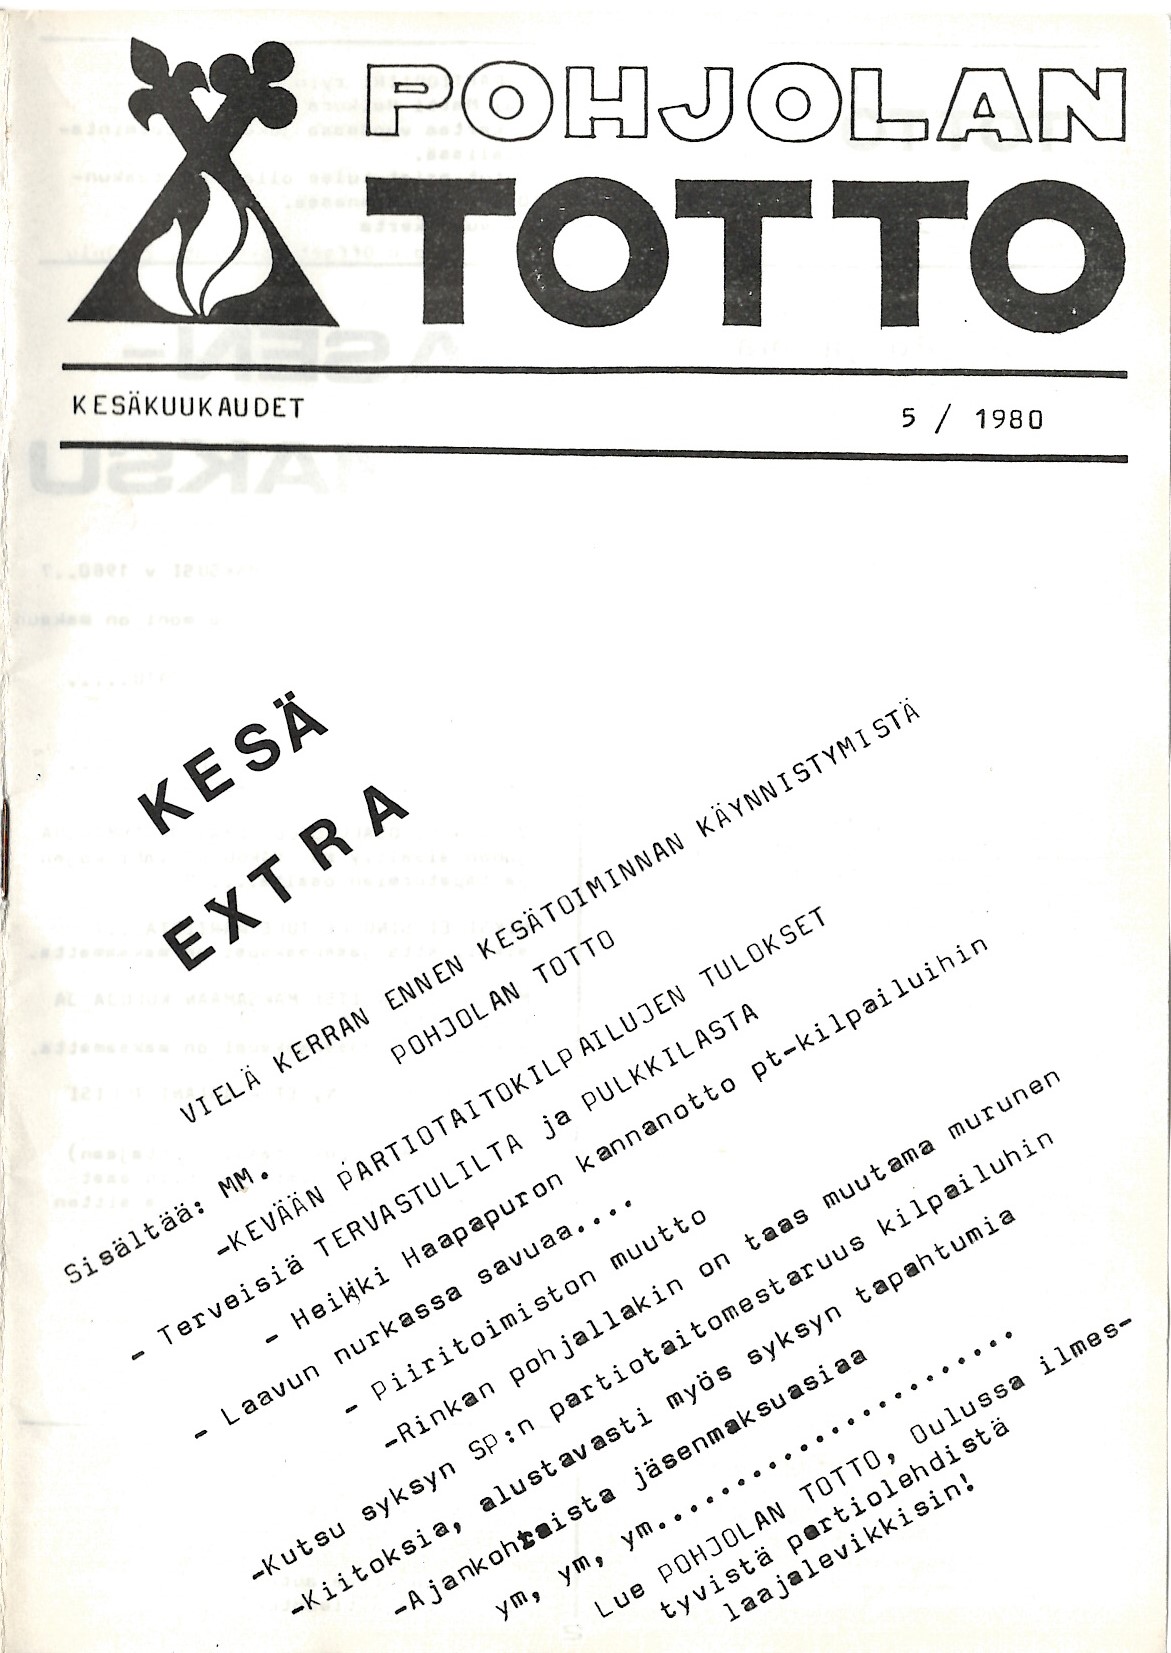 POHJOLAN
TOTTO
KESÄKUUKAUDET 5 / 1980
KESÄ
EXTRA
VIELÄ KERRAN ENNEN KESÄTOIMINNAN KÄYNNISTYMISTÄ
POHJOLAN TOTTO
Sisältää: MM.
-KEVÄÄN PARTIOTAITOKILPAILUJEN TULOKSET
- Terveisiä TERVASTULILTA ja PULKKILASTA
- Heikki Haapapuron kannanotto pt-kilpailuihin
- Laavun nurkassa savuaa....
- Piiritoimiston muutto
-Rinkan pohjallakin on taas muutama murunen
-Kutsu syksyn SP:n partiotaitomestaruus kilpailuhin
-Kiitoksia, alustavasti myös syksyn tapahtumia
-Ajankohtaista jäsenmaksuasiaa
ym, ym, ym........................
Lue POHJOLAN TOTTO, Oulussa ilmes-
tyvistä partiolehdistä
laajalevikkisin!